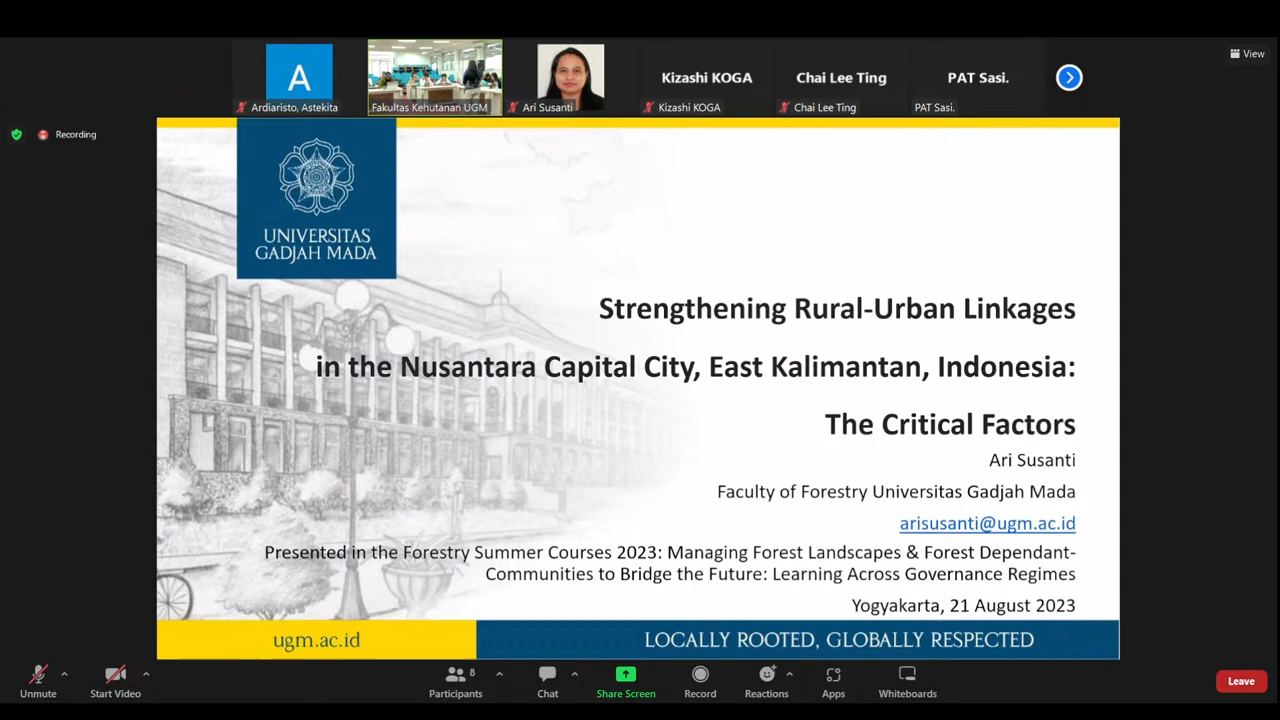 View
A
Kizashi KOGA
Chai Lee Ting
PAT Sasi.
Ardiaristo, Astekita
Fakultas Kehutanan UGM
Ari Susanti
Kizashi KOGA
Chai Lee Ting
PAT Sasi.
Recording
UNIVERSITAS
GADJAH MADA
Strengthening Rural-Urban Linkages
in the Nusantara Capital City, East Kalimantan, Indonesia:
The Critical Factors
Ari Susanti
Faculty of Forestry Universitas Gadjah Mada
arisusanti@ugm.ac.id
Presented in the Forestry Summer Courses 2023: Managing Forest Landscapes & Forest Dependant-
Communities to Bridge the Future: Learning Across Governance Regimes
Yogyakarta, 21 August 2023
ugm.ac.id
LOCALLY ROOTED, GLOBALLY RESPECTED
8
Unmute
Start Video
Participants
Chat
Share Screen
Record
Reactions
Apps
Whiteboards
Leave